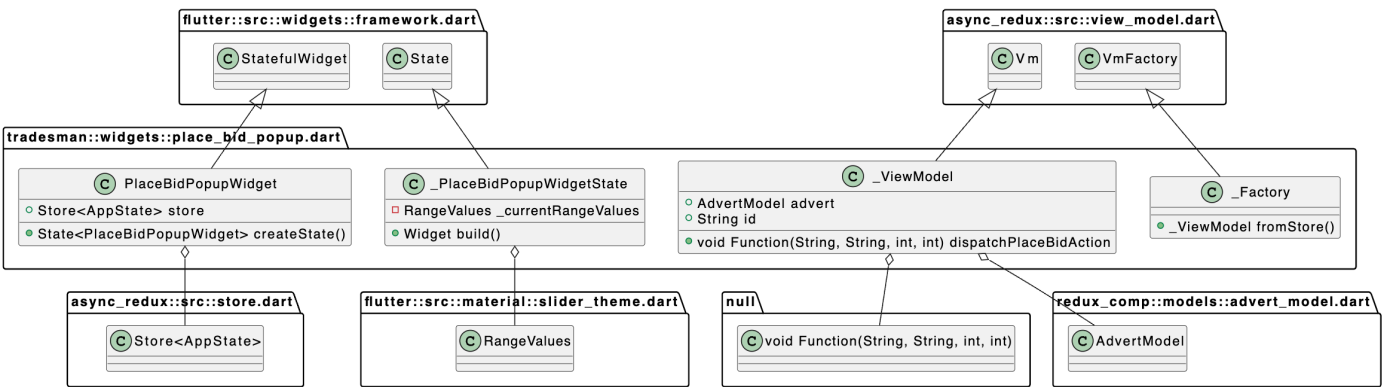 flutter::src::widgets::framework.dart
async_redux::src::view_model.dart
C StatefulWidget
C State
C Vm
C VmFactory
tradesman::widgets::place_bid_popup.dart
C PlaceBidPopupWidget
Store<AppState> store
State<PlaceBidPopupWidget> createState()
C _PlaceBidPopupWidgetState
RangeValues _currentRangeValues
Widget build()
C _ViewModel
AdvertModel advert
String id
void Function(String, String, int, int) dispatchPlaceBidAction
C _Factory
_ViewModel fromStore()
async_redux::src::store.dart
flutter::src::material::slider_theme.dart
null
redux_comp::models::advert_model.dart
C Store<AppState>
C RangeValues
C void Function(String, String, int, int)
C AdvertModel